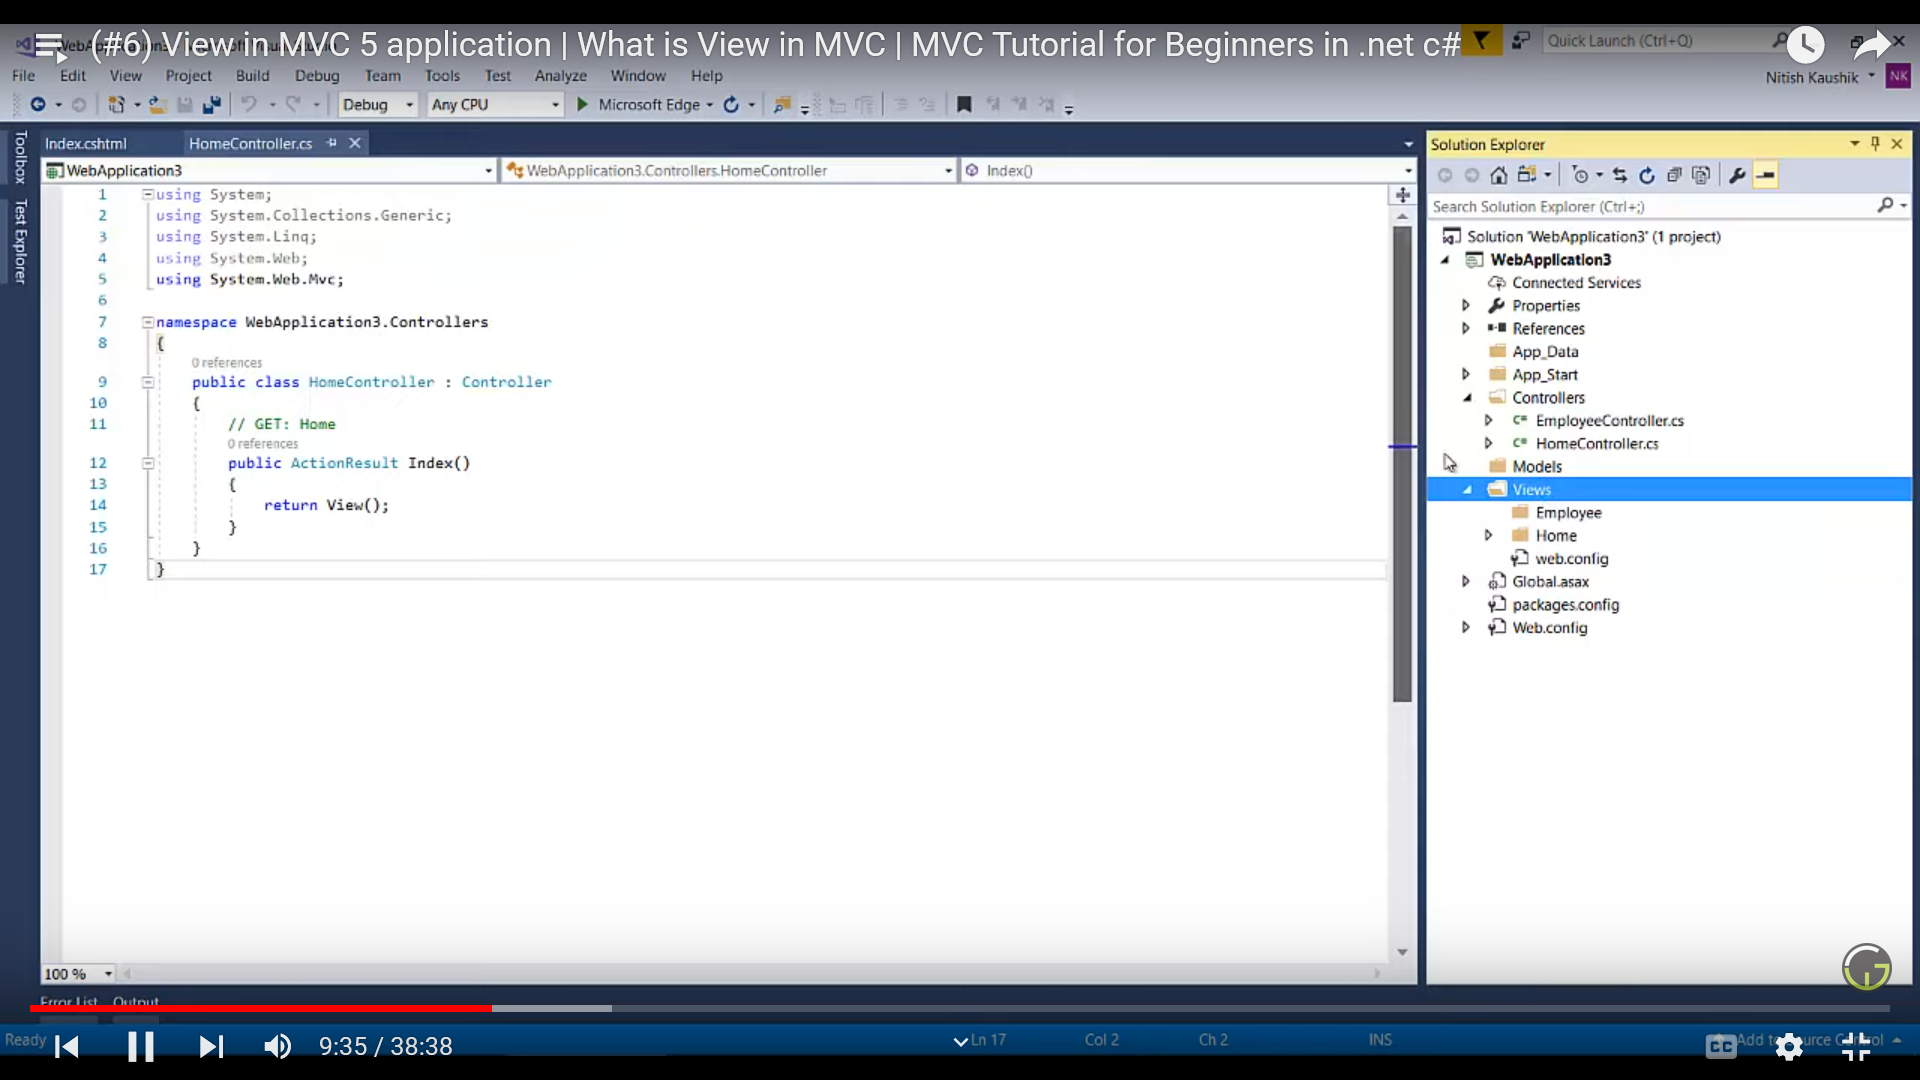 (#6) View in MVC 5 application | What is View in MVC | MVC Tutorial for Beginners in .net c#
Quick Launch (Ctrl+Q)
File Edit View Project Build Debug Team Tools Test Analyze Window Help
Nitish Kaushik NK
Debug Any CPU Microsoft Edge
Toolbox
Test Explorer
Index.cshtml HomeController.cs
WebApplication3 WebApplication3.Controllers.HomeController Index()
1 using System;
2 using System.Collections.Generic;
3 using System.Linq;
4 using System.Web;
5 using System.Web.Mvc;
6
7 namespace WebApplication3.Controllers
8 {
0 references
9 public class HomeController : Controller
10 {
11 // GET: Home
0 references
12 public ActionResult Index()
13 {
14 return View();
15 }
16 }
17 }
100 %
Solution Explorer
Search Solution Explorer (Ctrl+;)
Solution 'WebApplication3' (1 project)
WebApplication3
Connected Services
Properties
References
App_Data
App_Start
Controllers
C# EmployeeController.cs
C# HomeController.cs
Models
Views
Employee
Home
web.config
Global.asax
packages.config
Web.config
Error List Output
Ready
9:35 / 38:38
Ln 17 Col 2 Ch 2 INS
CC